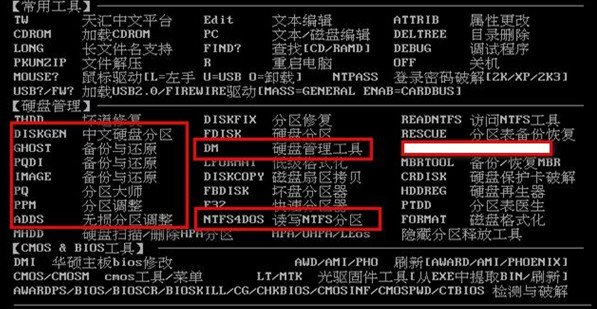 【常用工具】
TW 天汇中文平台 Edit 文本编辑 ATTRIB 属性更改
CDROM 加载CDROM PC 文本/磁盘编辑 DELTREE 目录删除
LONG 长文件名支持 FIND? 查找[CD/RAMD] DEBUG 调试程序
PKUNZIP 文件解压 R 重启电脑 OFF 关机
MOUSE? 鼠标驱动[L=左手 U=USB 0=卸载] NTPASS 登录密码破解[2K/XP/2K3]
USB?/FW? 加载USB2.0/FIREWIRE驱动[MASS=GENERAL ENAB=CARDBUS]
【硬盘管理】
THDD 坏道修复 DISKFIX 分区修复 READNTFS 访问NTFS工具
DISKGEN 中文硬盘分区 FDISK 硬盘分区 RESCUE 分区表备份恢复
GHOST 备份与还原 DM 硬盘管理工具
PQDI 备份与还原 LFORMAT 低级格式化 MBRTOOL 备份/恢复MBR
IMAGE 备份与还原 DISKCOPY 磁盘扇区拷贝 CRDISK 硬盘保护卡破解
PQ 分区大师 FBDISK 坏盘分区器 HDDREG 硬盘再生器
PPM 分区调整 F32 快速分区器 PTDD 分区表医生
ADDS 无损分区调整 NTFS4DOS 读写NTFS分区 FORMAT 磁盘格式化
MHDD 硬盘扫描/删除HPA分区 HPA/UHPA/LEos 隐藏分区释放工具
【CMOS & BIOS工具】
DMI 华硕主板bios修改 AWD/AMI/PHO 刷新[AWARD/AMI/PHOENIX]
CMOS/CMOSM cmos工具/菜单 LT/MTK 光驱固件工具[从EXE中提取BIN/刷新]
AWARDPS/BIOS/BIOSCR/BIOSKILL/CG/CHKBIOS/CMOSINF/CMOSPWD/CTBIOS 检测与破解